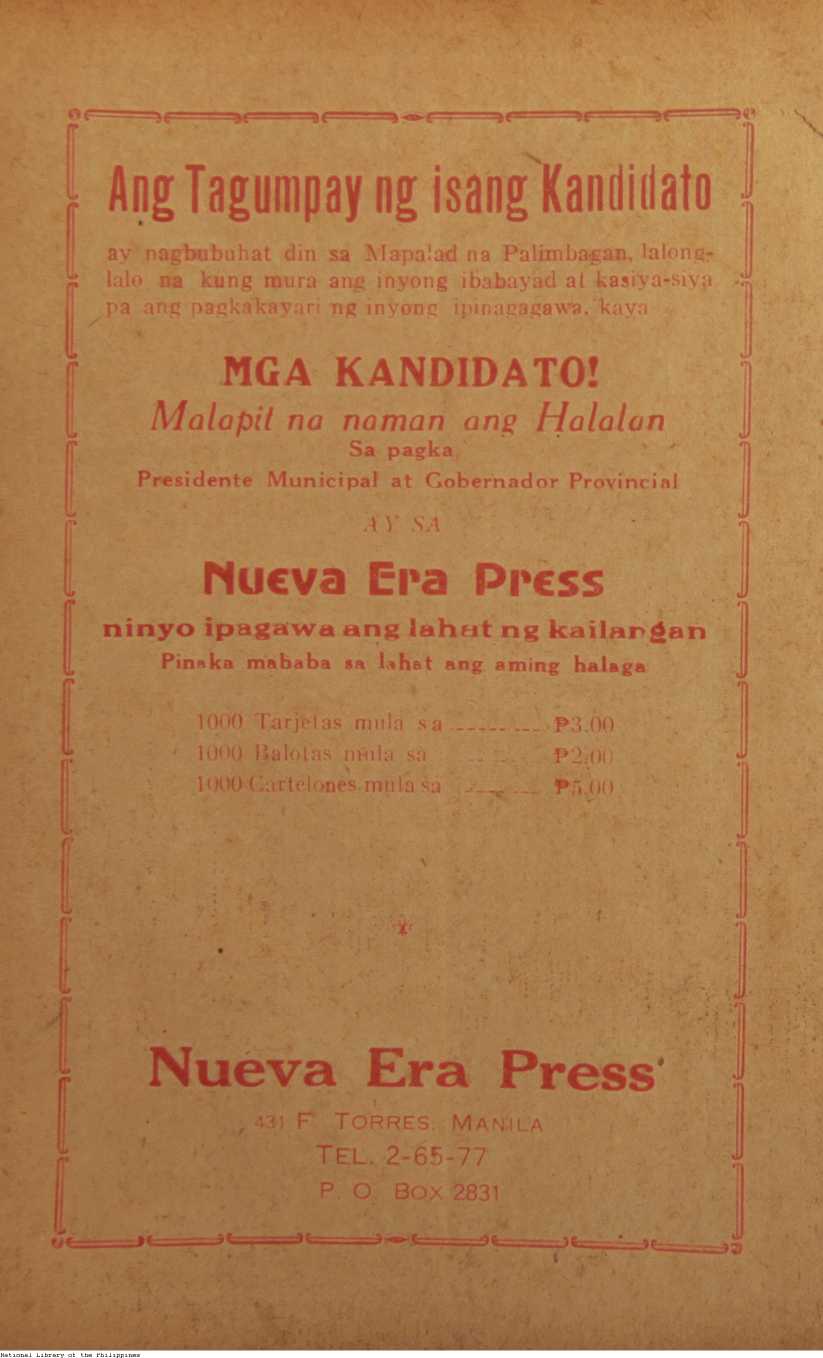 Ang Tagumpay ng isang Kandidato
ay nagbubuhat din sa Mapalad na Palimbagan, lalong-
lalo na kung mura ang inyong ibabayad at kasiya-siya
pa ang pagkakayari ng inyong ipinagagawa, kaya
MGA KANDIDATO!
Malapit na naman ang Halalan
Sa pagka
Presidente Municipal at Gobernador Provincial
AY SA
Nueva Era Press
ninyo ipagawa ang lahat ng kailangan
Pinaka mababa sa lahat ang aming halaga
1000 Tarjetas mula sa ---------- ₱3.00
1000 Balotas mula sa ₱2.00
1000 Cartelones mula sa ------ ₱5.00
Nueva Era Press
431 F. TORRES, MANILA
TEL. 2-65-77
P. O. BOX 2831
National Library of the Philippines